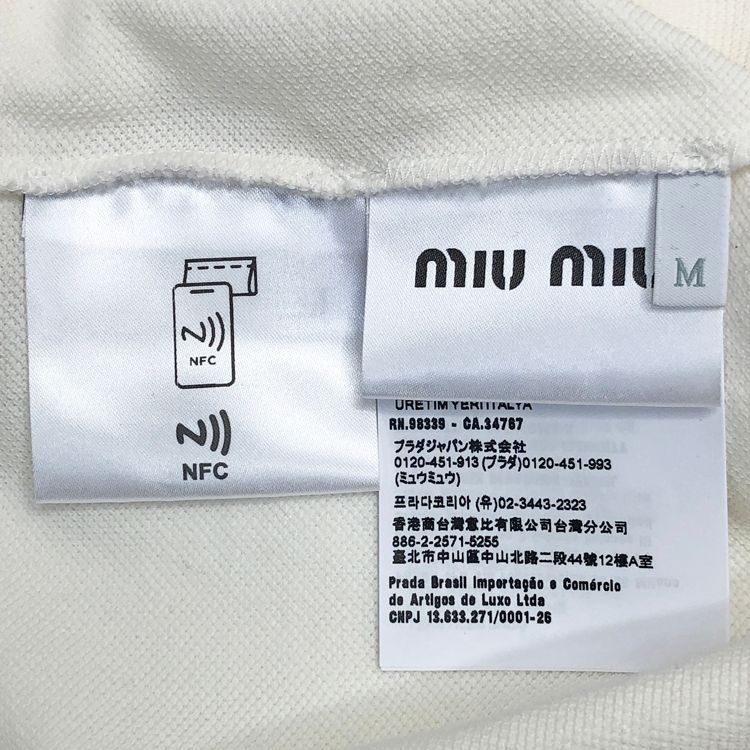 NFC
NFC
miu miu
M
URETIM YERI ITALYA
RN.98339 - CA.34767
プラダジャパン株式会社
0120-451-913 (プラダ)0120-451-993
(ミュウミュウ)
프라다코리아 (유)02-3443-2323
香港商台灣意比有限公司台灣分公司
886-2-2571-5255
臺北市中山區中山北路二段44號12樓A室
Prada Brasil Importação e Comércio
de Artigos de Luxo Ltda
CNPJ 13.633.271/0001-26